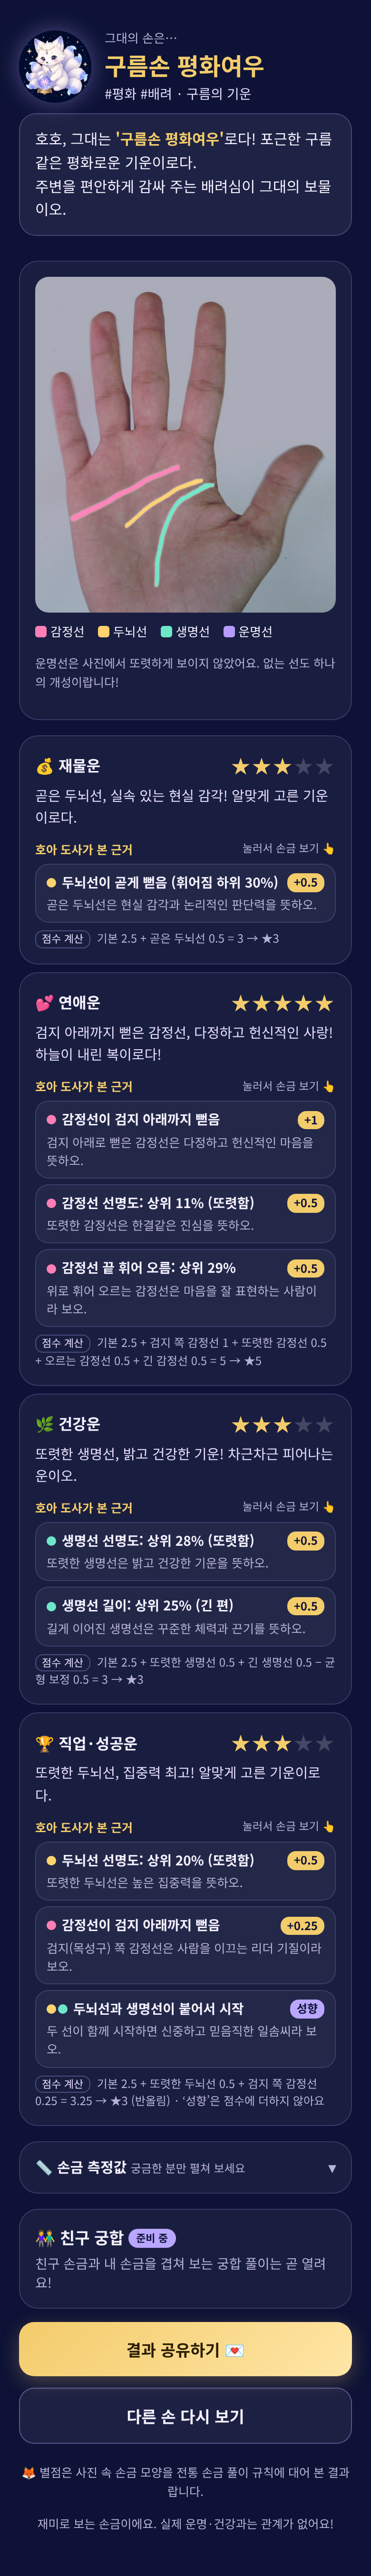 그대의 손은…
구름손 평화여우
#평화 #배려 · 구름의 기운
호호, 그대는 '구름손 평화여우'로다! 포근한 구름
같은 평화로운 기운이로다.
주변을 편안하게 감싸 주는 배려심이 그대의 보물
이오.
감정선 두뇌선 생명선 운명선
운명선은 사진에서 또렷하게 보이지 않았어요. 없는 선도 하나
의 개성이랍니다!
💰 재물운 ★★★★★
곧은 두뇌선, 실속 있는 현실 감각! 알맞게 고른 기운
이로다.
호아 도사가 본 근거 눌러서 손금 보기 👆
두뇌선이 곧게 뻗음 (휘어짐 하위 30%) +0.5
곧은 두뇌선은 현실 감각과 논리적인 판단력을 뜻하오.
점수 계산 기본 2.5 + 곧은 두뇌선 0.5 = 3 → ★3
💕 연애운 ★★★★★
검지 아래까지 뻗은 감정선, 다정하고 헌신적인 사랑!
하늘이 내린 복이로다!
호아 도사가 본 근거 눌러서 손금 보기 👆
감정선이 검지 아래까지 뻗음 +1
검지 아래로 뻗은 감정선은 다정하고 헌신적인 마음을
뜻하오.
감정선 선명도: 상위 11% (또렷함) +0.5
또렷한 감정선은 한결같은 진심을 뜻하오.
감정선 끝 휘어 오름: 상위 29% +0.5
위로 휘어 오르는 감정선은 마음을 잘 표현하는 사람이
라 보오.
점수 계산 기본 2.5 + 검지 쪽 감정선 1 + 또렷한 감정선 0.5
+ 오르는 감정선 0.5 + 긴 감정선 0.5 = 5 → ★5
🌿 건강운 ★★★★★
또렷한 생명선, 밝고 건강한 기운! 차근차근 피어나는
운이오.
호아 도사가 본 근거 눌러서 손금 보기 👆
생명선 선명도: 상위 28% (또렷함) +0.5
또렷한 생명선은 밝고 건강한 기운을 뜻하오.
생명선 길이: 상위 25% (긴 편) +0.5
길게 이어진 생명선은 꾸준한 체력과 끈기를 뜻하오.
점수 계산 기본 2.5 + 또렷한 생명선 0.5 + 긴 생명선 0.5 − 균
형 보정 0.5 = 3 → ★3
🏆 직업·성공운 ★★★★★
또렷한 두뇌선, 집중력 최고! 알맞게 고른 기운이로
다.
호아 도사가 본 근거 눌러서 손금 보기 👆
두뇌선 선명도: 상위 20% (또렷함) +0.5
또렷한 두뇌선은 높은 집중력을 뜻하오.
감정선이 검지 아래까지 뻗음 +0.25
검지(목성구) 쪽 감정선은 사람을 이끄는 리더 기질이라
보오.
두뇌선과 생명선이 붙어서 시작 성향
두 선이 함께 시작하면 신중하고 믿음직한 일솜씨라 보
오.
점수 계산 기본 2.5 + 또렷한 두뇌선 0.5 + 검지 쪽 감정선
0.25 = 3.25 → ★3 (반올림) · ‘성향’은 점수에 더하지 않아요
📏 손금 측정값 궁금한 분만 펼쳐 보세요 ▼
👫 친구 궁합 준비 중
친구 손금과 내 손금을 겹쳐 보는 궁합 풀이는 곧 열려
요!
결과 공유하기 💌
다른 손 다시 보기
🦊 별점은 사진 속 손금 모양을 전통 손금 풀이 규칙에 대어 본 결과
랍니다.
재미로 보는 손금이에요. 실제 운명·건강과는 관계가 없어요!